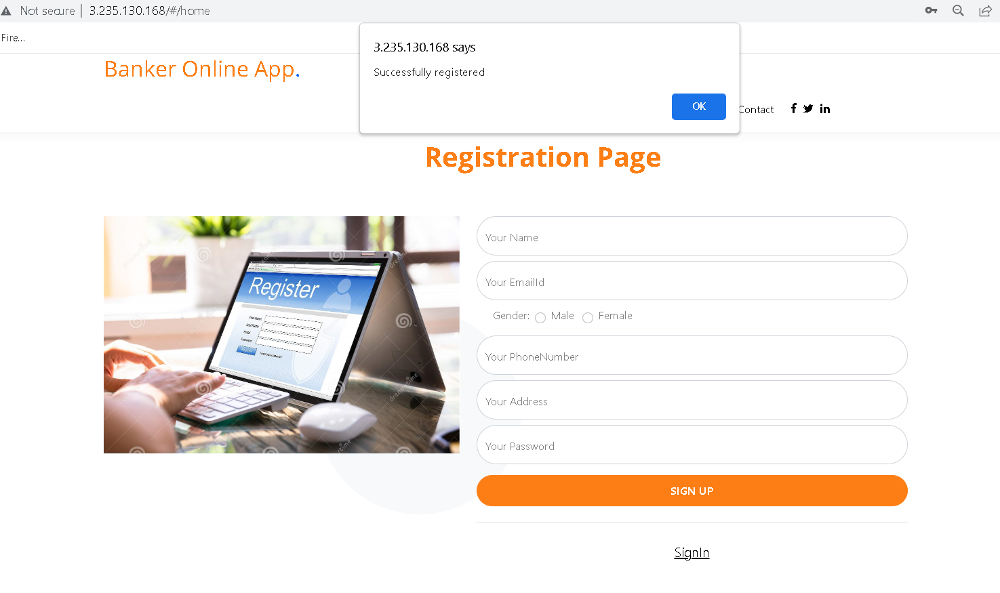 Not secure | 3.235.130.168/#/home
Fire...
3.235.130.168 says
Successfully registered
OK
Banker Online App.
Contact
Registration Page
Register
Your Name
Your EmailId
Gender: Male Female
Your PhoneNumber
Your Address
Your Password
SIGN UP
SignIn